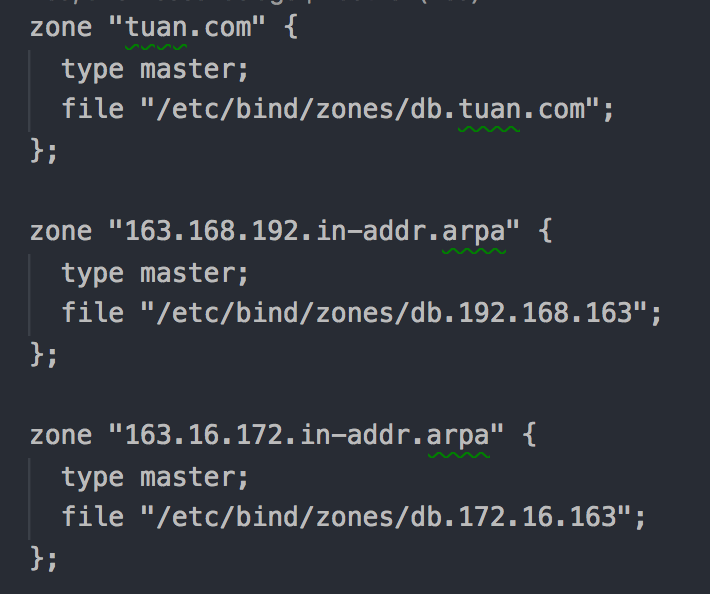 zone "tuan.com" {
type master;
file "/etc/bind/zones/db.tuan.com";
};
zone "163.168.192.in-addr.arpa" {
type master;
file "/etc/bind/zones/db.192.168.163";
};
zone "163.16.172.in-addr.arpa" {
type master;
file "/etc/bind/zones/db.172.16.163";
};